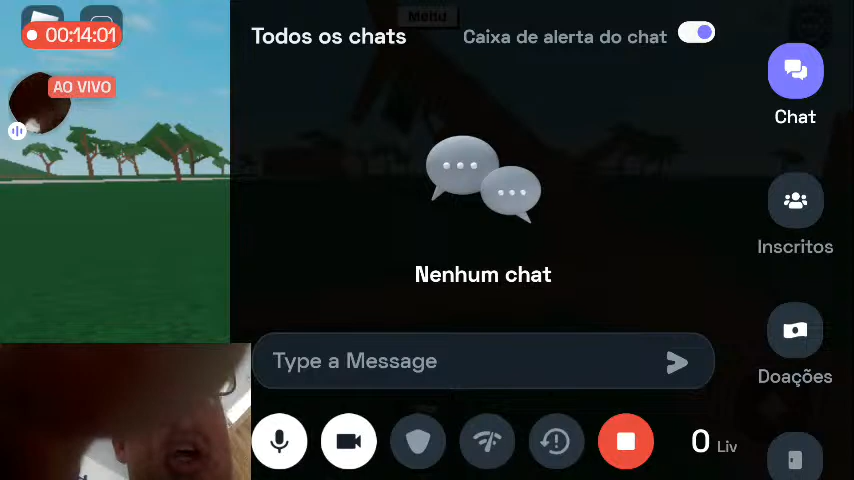 Menu
00:14:01
Todos os chats
Caixa de alerta do chat
AO VIVO
Chat
Inscritos
Nenhum chat
Type a Message
Doações
0 Liv